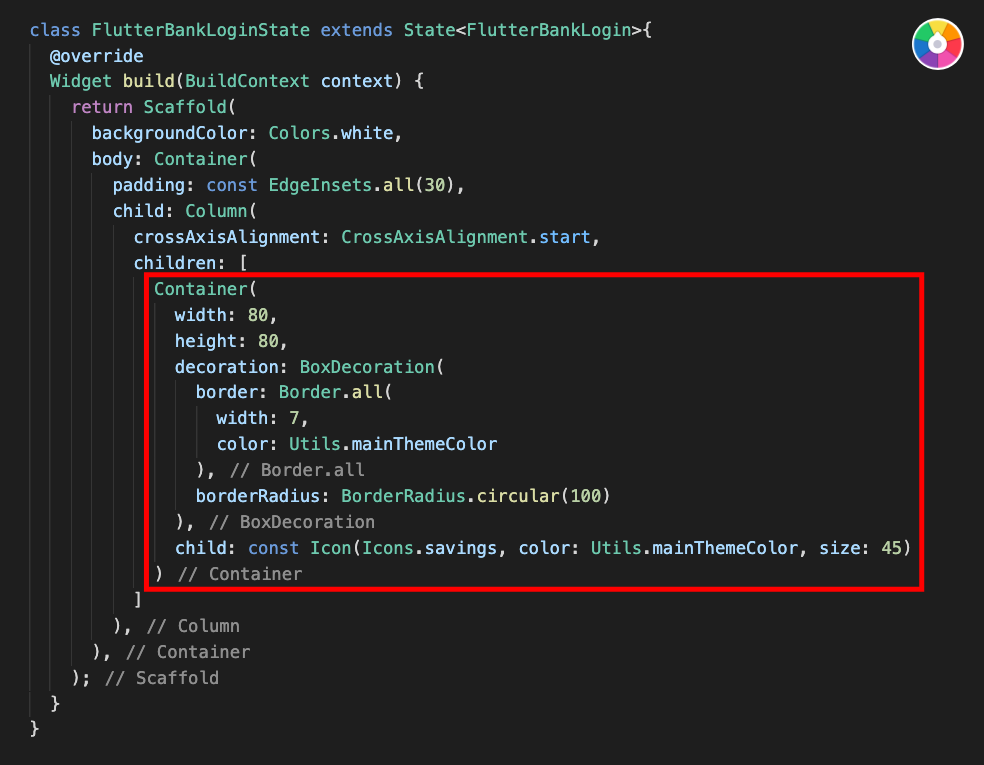 class FlutterBankLoginState extends State<FlutterBankLogin>{
@override
Widget build(BuildContext context) {
return Scaffold(
backgroundColor: Colors.white,
body: Container(
padding: const EdgeInsets.all(30),
child: Column(
crossAxisAlignment: CrossAxisAlignment.start,
children: [
Container(
width: 80,
height: 80,
decoration: BoxDecoration(
border: Border.all(
width: 7,
color: Utils.mainThemeColor
), // Border.all
borderRadius: BorderRadius.circular(100)
), // BoxDecoration
child: const Icon(Icons.savings, color: Utils.mainThemeColor, size: 45)
) // Container
]
), // Column
), // Container
); // Scaffold
}
}